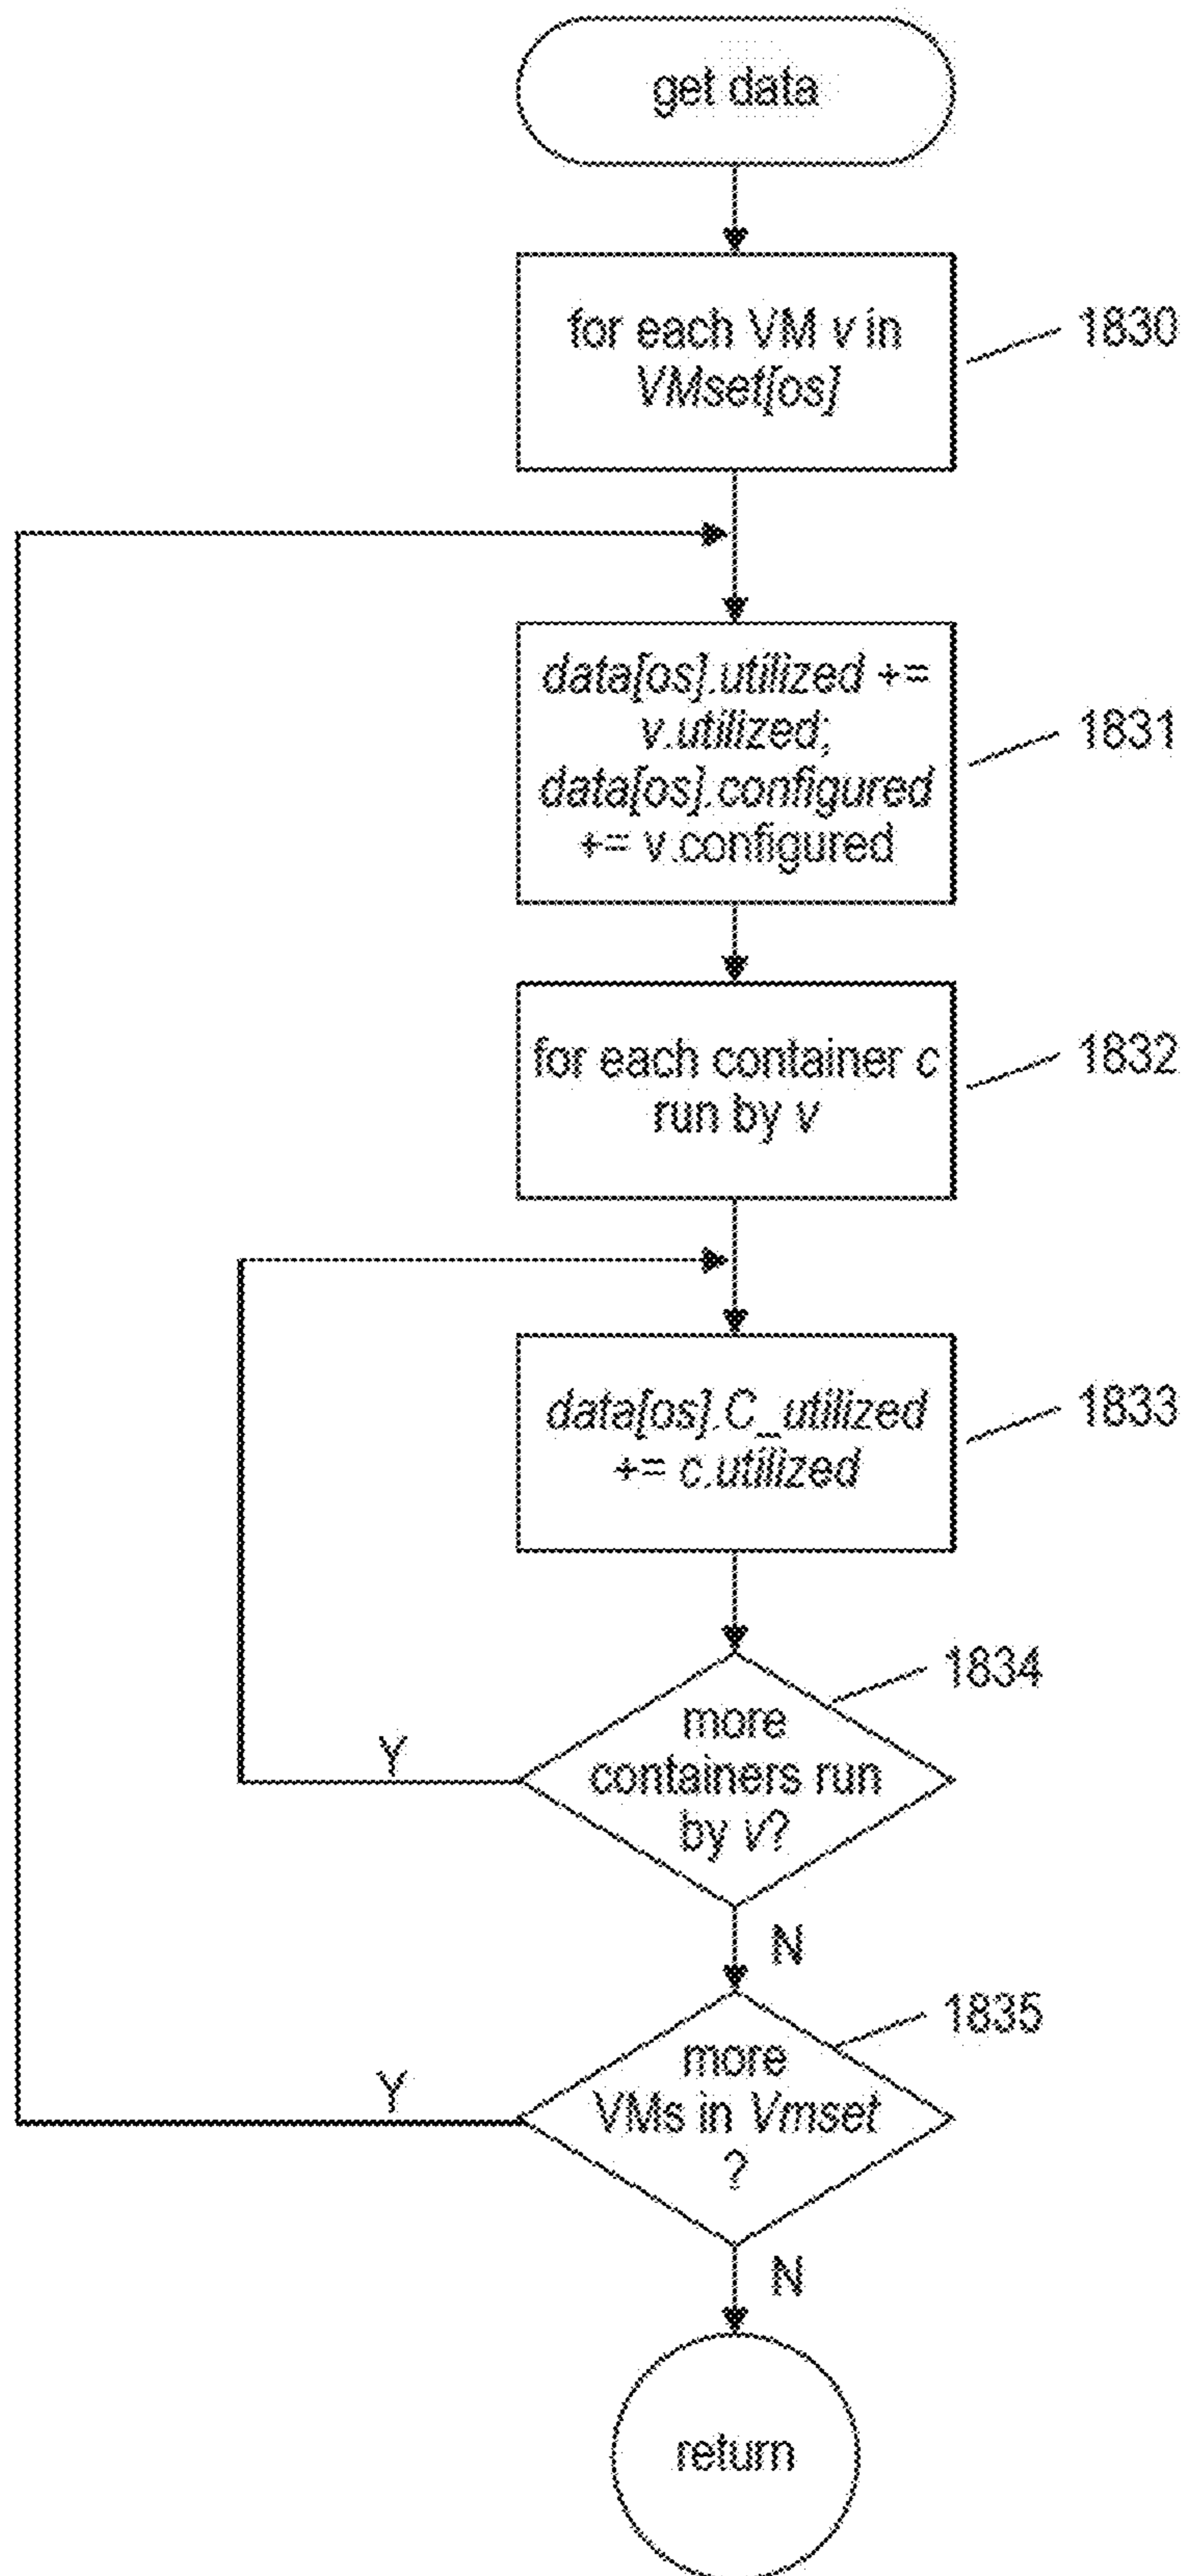 get data
for each VM v in
VMset[os]
1830
data[os].utilized +=
v.utilized;
data[os].configured
+= v.configured
1831
for each container c
run by v
1832
data[os].C_utilized
+= c.utilized
1833
more
containers run
by v?
1834
Y
N
more
VMs in Vmset
?
1835
Y
N
return